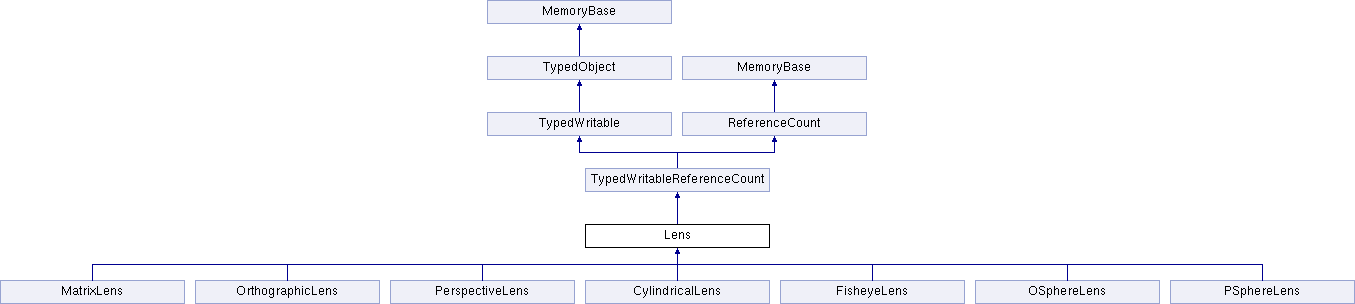 MemoryBase
TypedObject
MemoryBase
TypedWritable
ReferenceCount
TypedWritableReferenceCount
Lens
MatrixLens
OrthographicLens
PerspectiveLens
CylindricalLens
FisheyeLens
OSphereLens
PSphereLens